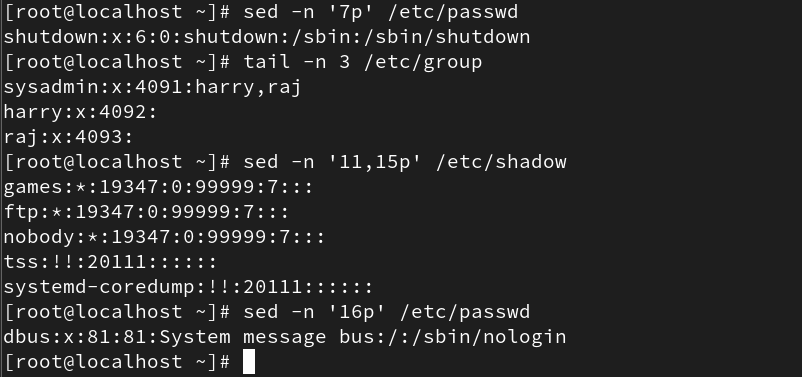 [root@localhost ~]# sed -n '7p' /etc/passwd
shutdown:x:6:0:shutdown:/sbin:/sbin/shutdown
[root@localhost ~]# tail -n 3 /etc/group
sysadmin:x:4091:harry,raj
harry:x:4092:
raj:x:4093:
[root@localhost ~]# sed -n '11,15p' /etc/shadow
games:*:19347:0:99999:7:::
ftp:*:19347:0:99999:7:::
nobody:*:19347:0:99999:7:::
tss:!!:20111::::::
systemd-coredump:!!:20111::::::
[root@localhost ~]# sed -n '16p' /etc/passwd
dbus:x:81:81:System message bus:/:/sbin/nologin
[root@localhost ~]#